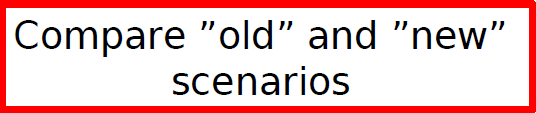 Compare ”old” and ”new”
scenarios